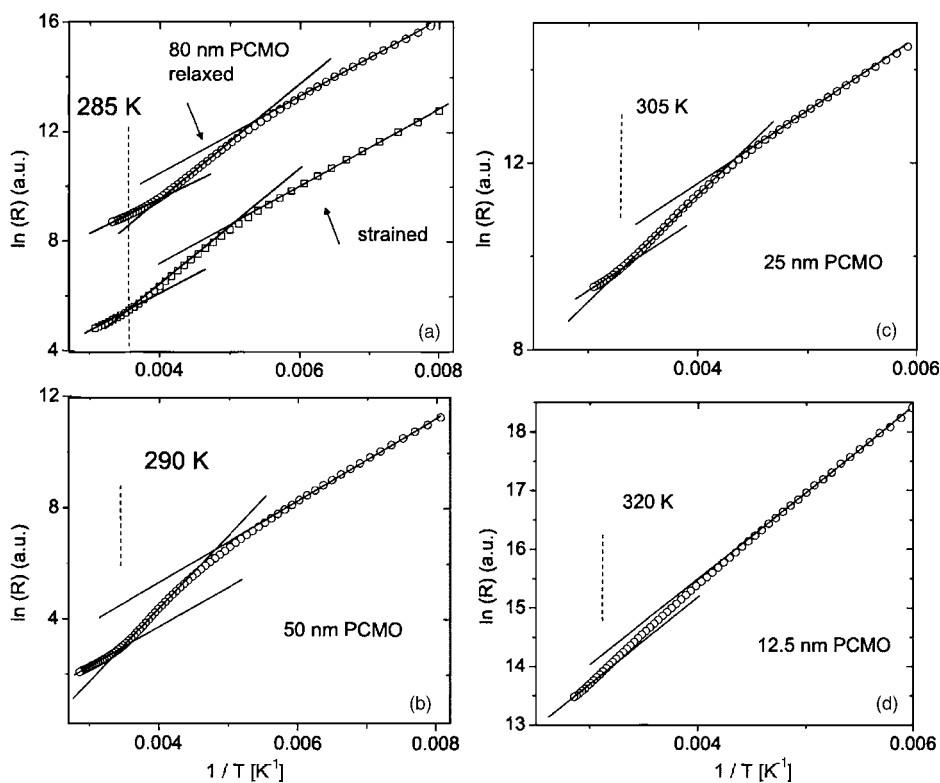 16
12
8
4
ln (R) (a.u.)
80 nm PCMO
relaxed
285 K
strained
(a)
0.004
0.006
0.008
12
8
4
ln (R) (a.u.)
290 K
50 nm PCMO
(b)
0.004
0.006
0.008
1 / T [K⁻¹]
12
8
ln (R) (a.u.)
305 K
25 nm PCMO
(c)
0.004
0.006
18
17
16
15
14
13
ln (R) (a.u.)
320 K
12.5 nm PCMO
(d)
0.004
0.006
1 / T [K⁻¹]